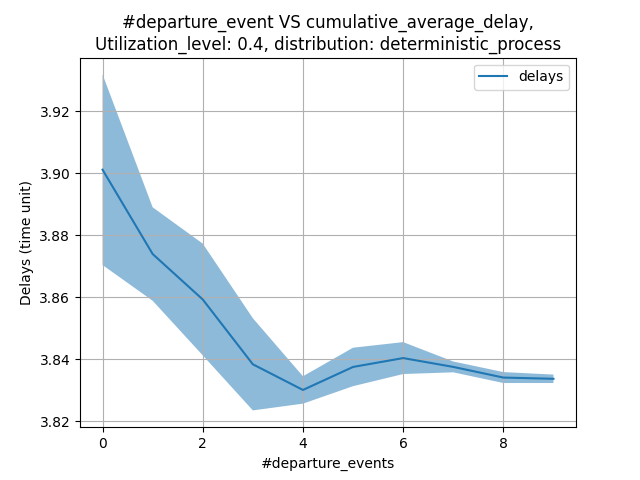 #departure_event VS cumulative_average_delay,
Utilization_level: 0.4, distribution: deterministic_process
delays
Delays (time unit)
3.92
3.90
3.88
3.86
3.84
3.82
0 2 4 6 8
#departure_events